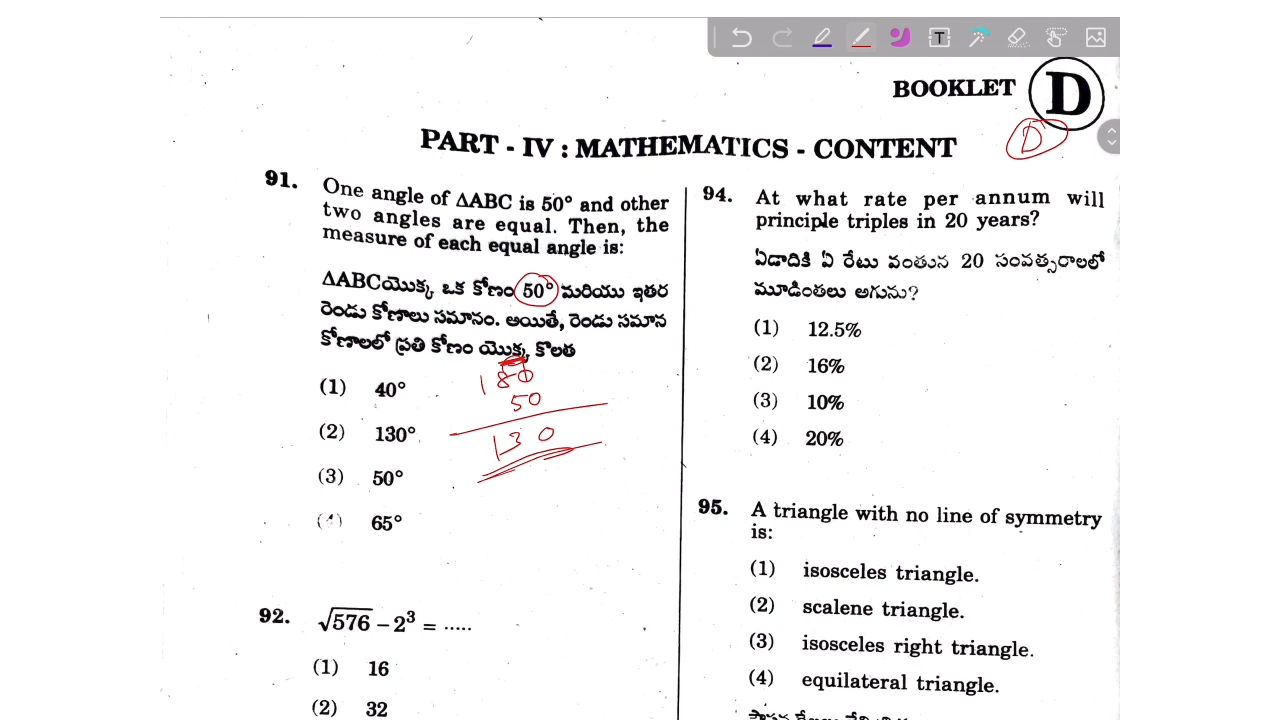 T
BOOKLET D
D
PART - IV : MATHEMATICS - CONTENT
91. One angle of ΔABC is 50° and other
two angles are equal. Then, the
measure of each equal angle is:
ΔABCయొక్క ఒక కోణం 50° మరియు ఇతర
రెండు కోణాలు సమానం. అయితే, రెండు సమాన
కోణాలలో ప్రతి కోణం యొక్క కొలత
(1) 40°
(2) 130°
(3) 50°
(4) 65°
180
50
130
92. √576 – 2³ = .....
(1) 16
(2) 32
94. At what rate per annum will
principle triples in 20 years?
ఏడాదికి ఏ రేటు వంతున 20 సంవత్సరాలలో
మూడింతలు అగును?
(1) 12.5%
(2) 16%
(3) 10%
(4) 20%
95. A triangle with no line of symmetry
is:
(1) isosceles triangle.
(2) scalene triangle.
(3) isosceles right triangle.
(4) equilateral triangle.